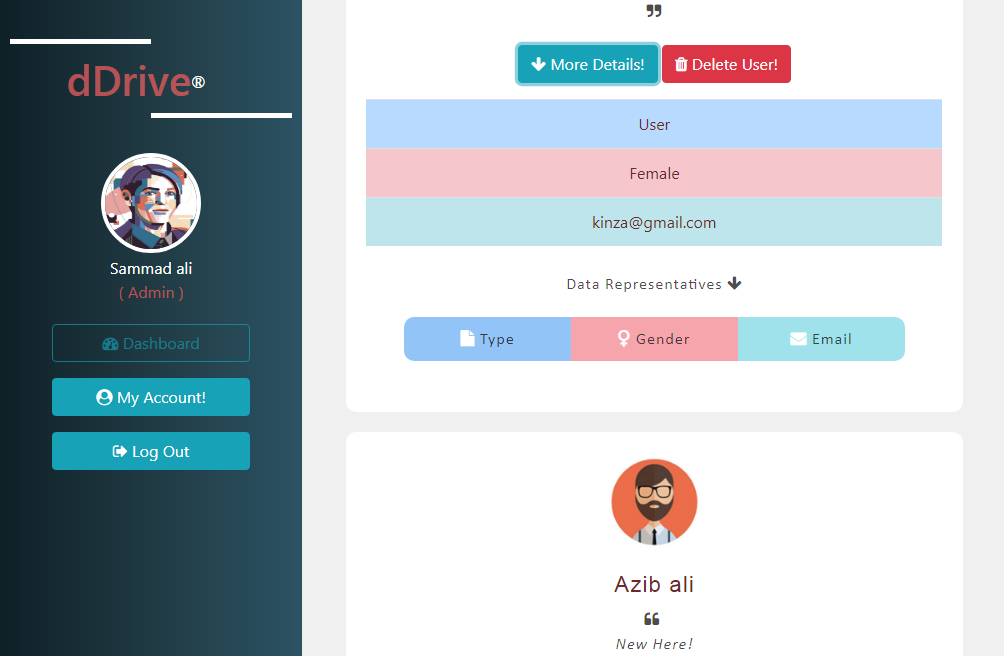 dDrive®
Sammad ali
( Admin )
Dashboard
My Account!
Log Out
”
More Details! Delete User!
User
Female
kinza@gmail.com
Data Representatives
Type Gender Email
Azib ali
“
New Here!